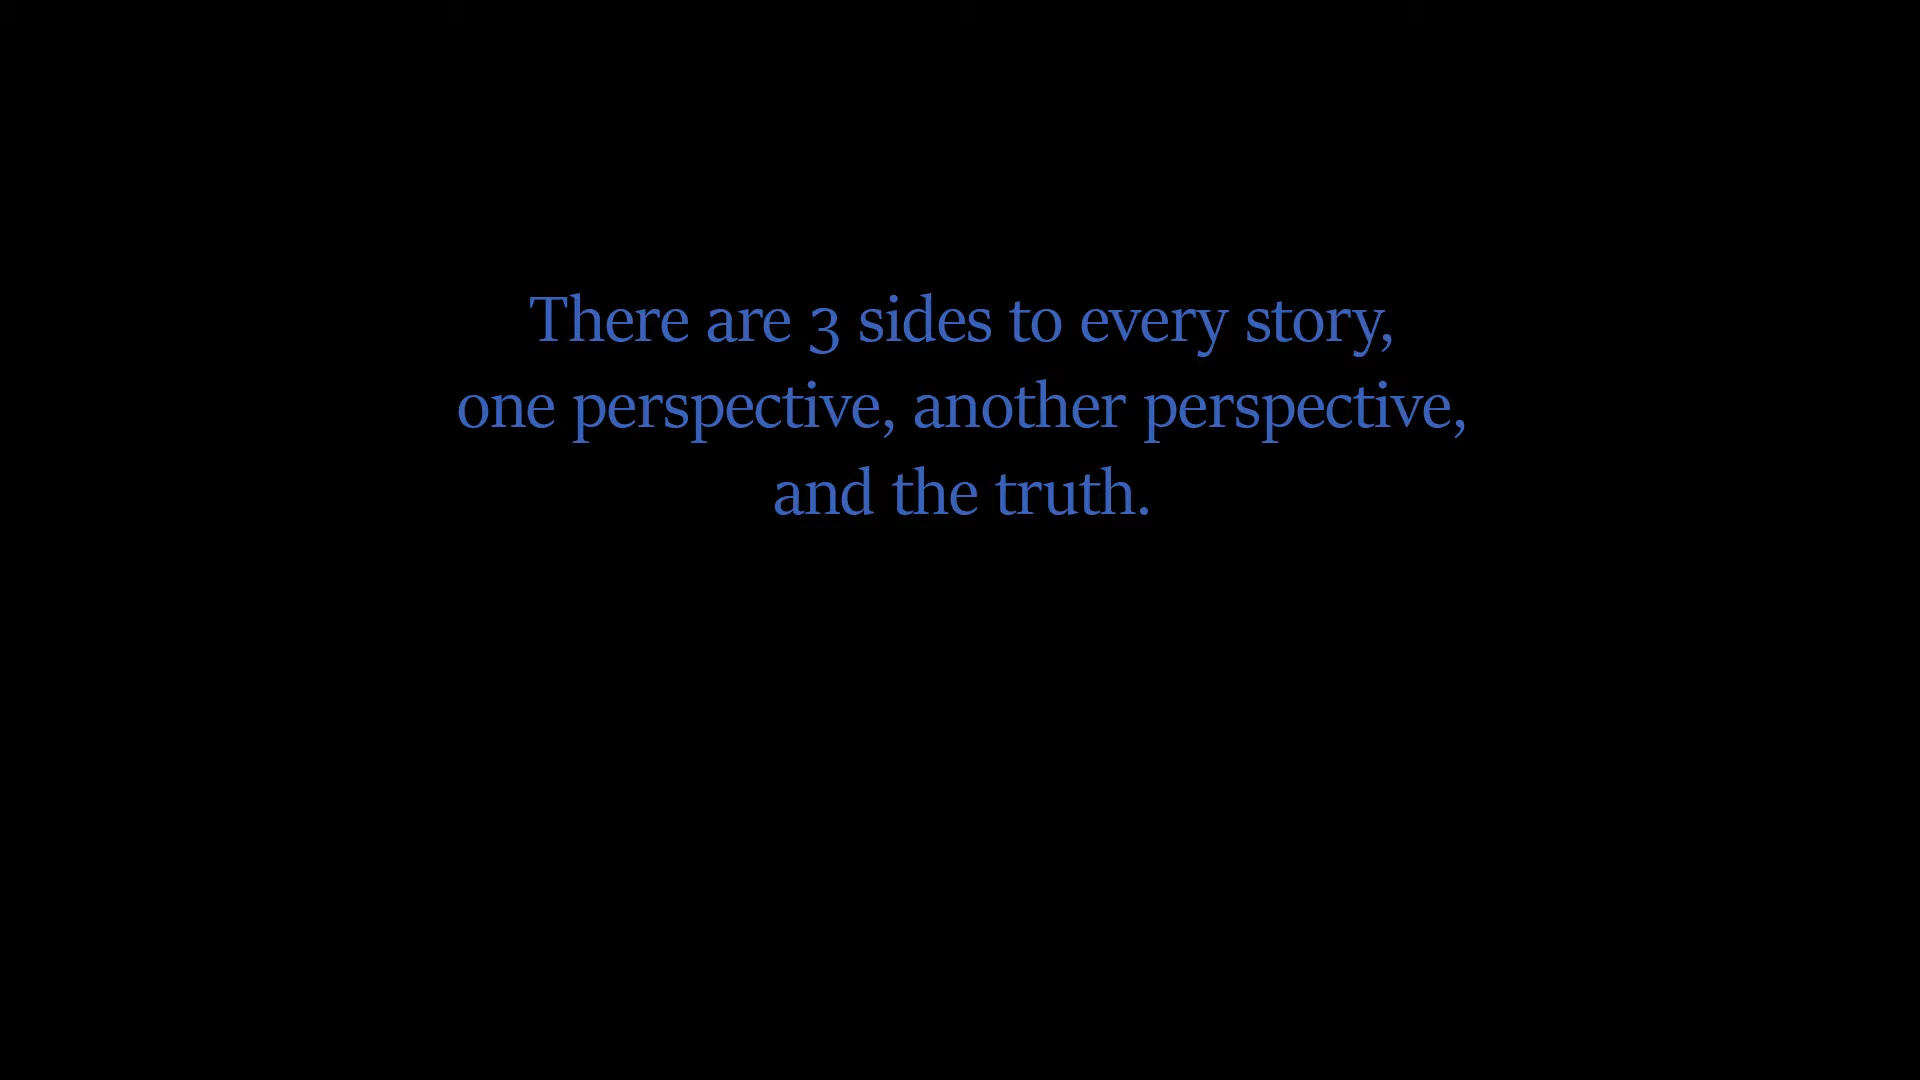 There are 3 sides to every story,
one perspective, another perspective,
and the truth.